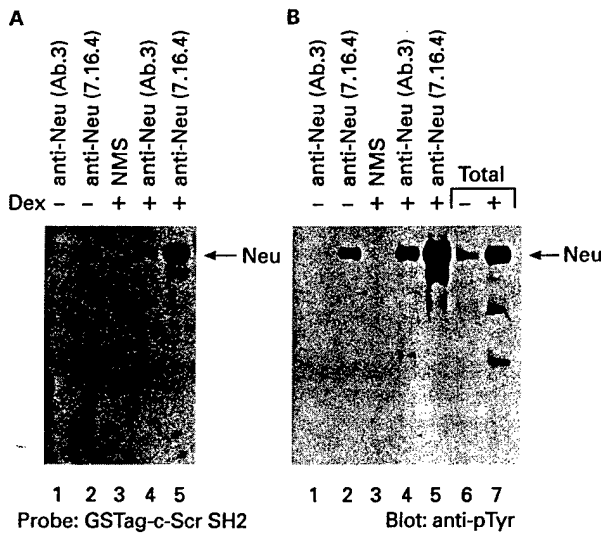 A
anti-Neu (Ab.3)
anti-Neu (7.16.4)
NMS
anti-Neu (Ab.3)
anti-Neu (7.16.4)
Dex – – + + +
← Neu
1 2 3 4 5
Probe: GSTag-c-Scr SH2
B
anti-Neu (Ab.3)
anti-Neu (7.16.4)
NMS
anti-Neu (Ab.3)
anti-Neu (7.16.4)
Total
– – + + + – +
← Neu
1 2 3 4 5 6 7
Blot: anti-pTyr